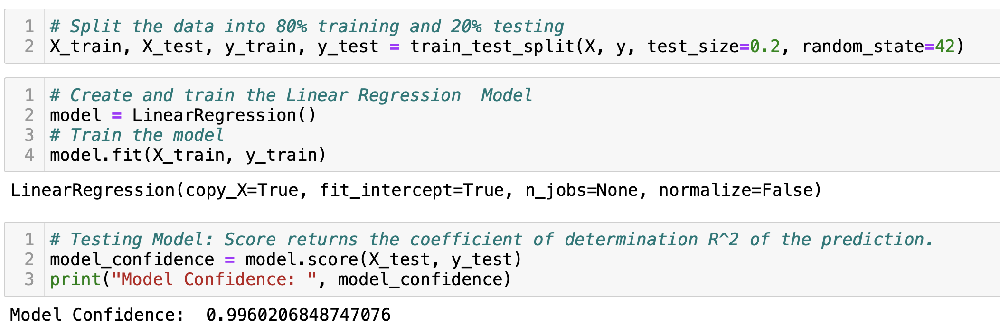 1 # Split the data into 80% training and 20% testing
2 X_train, X_test, y_train, y_test = train_test_split(X, y, test_size=0.2, random_state=42)
1 # Create and train the Linear Regression  Model
2 model = LinearRegression()
3 # Train the model
4 model.fit(X_train, y_train)
LinearRegression(copy_X=True, fit_intercept=True, n_jobs=None, normalize=False)
1 # Testing Model: Score returns the coefficient of determination R^2 of the prediction.
2 model_confidence = model.score(X_test, y_test)
3 print("Model Confidence: ", model_confidence)
Model Confidence:  0.9960206848747076